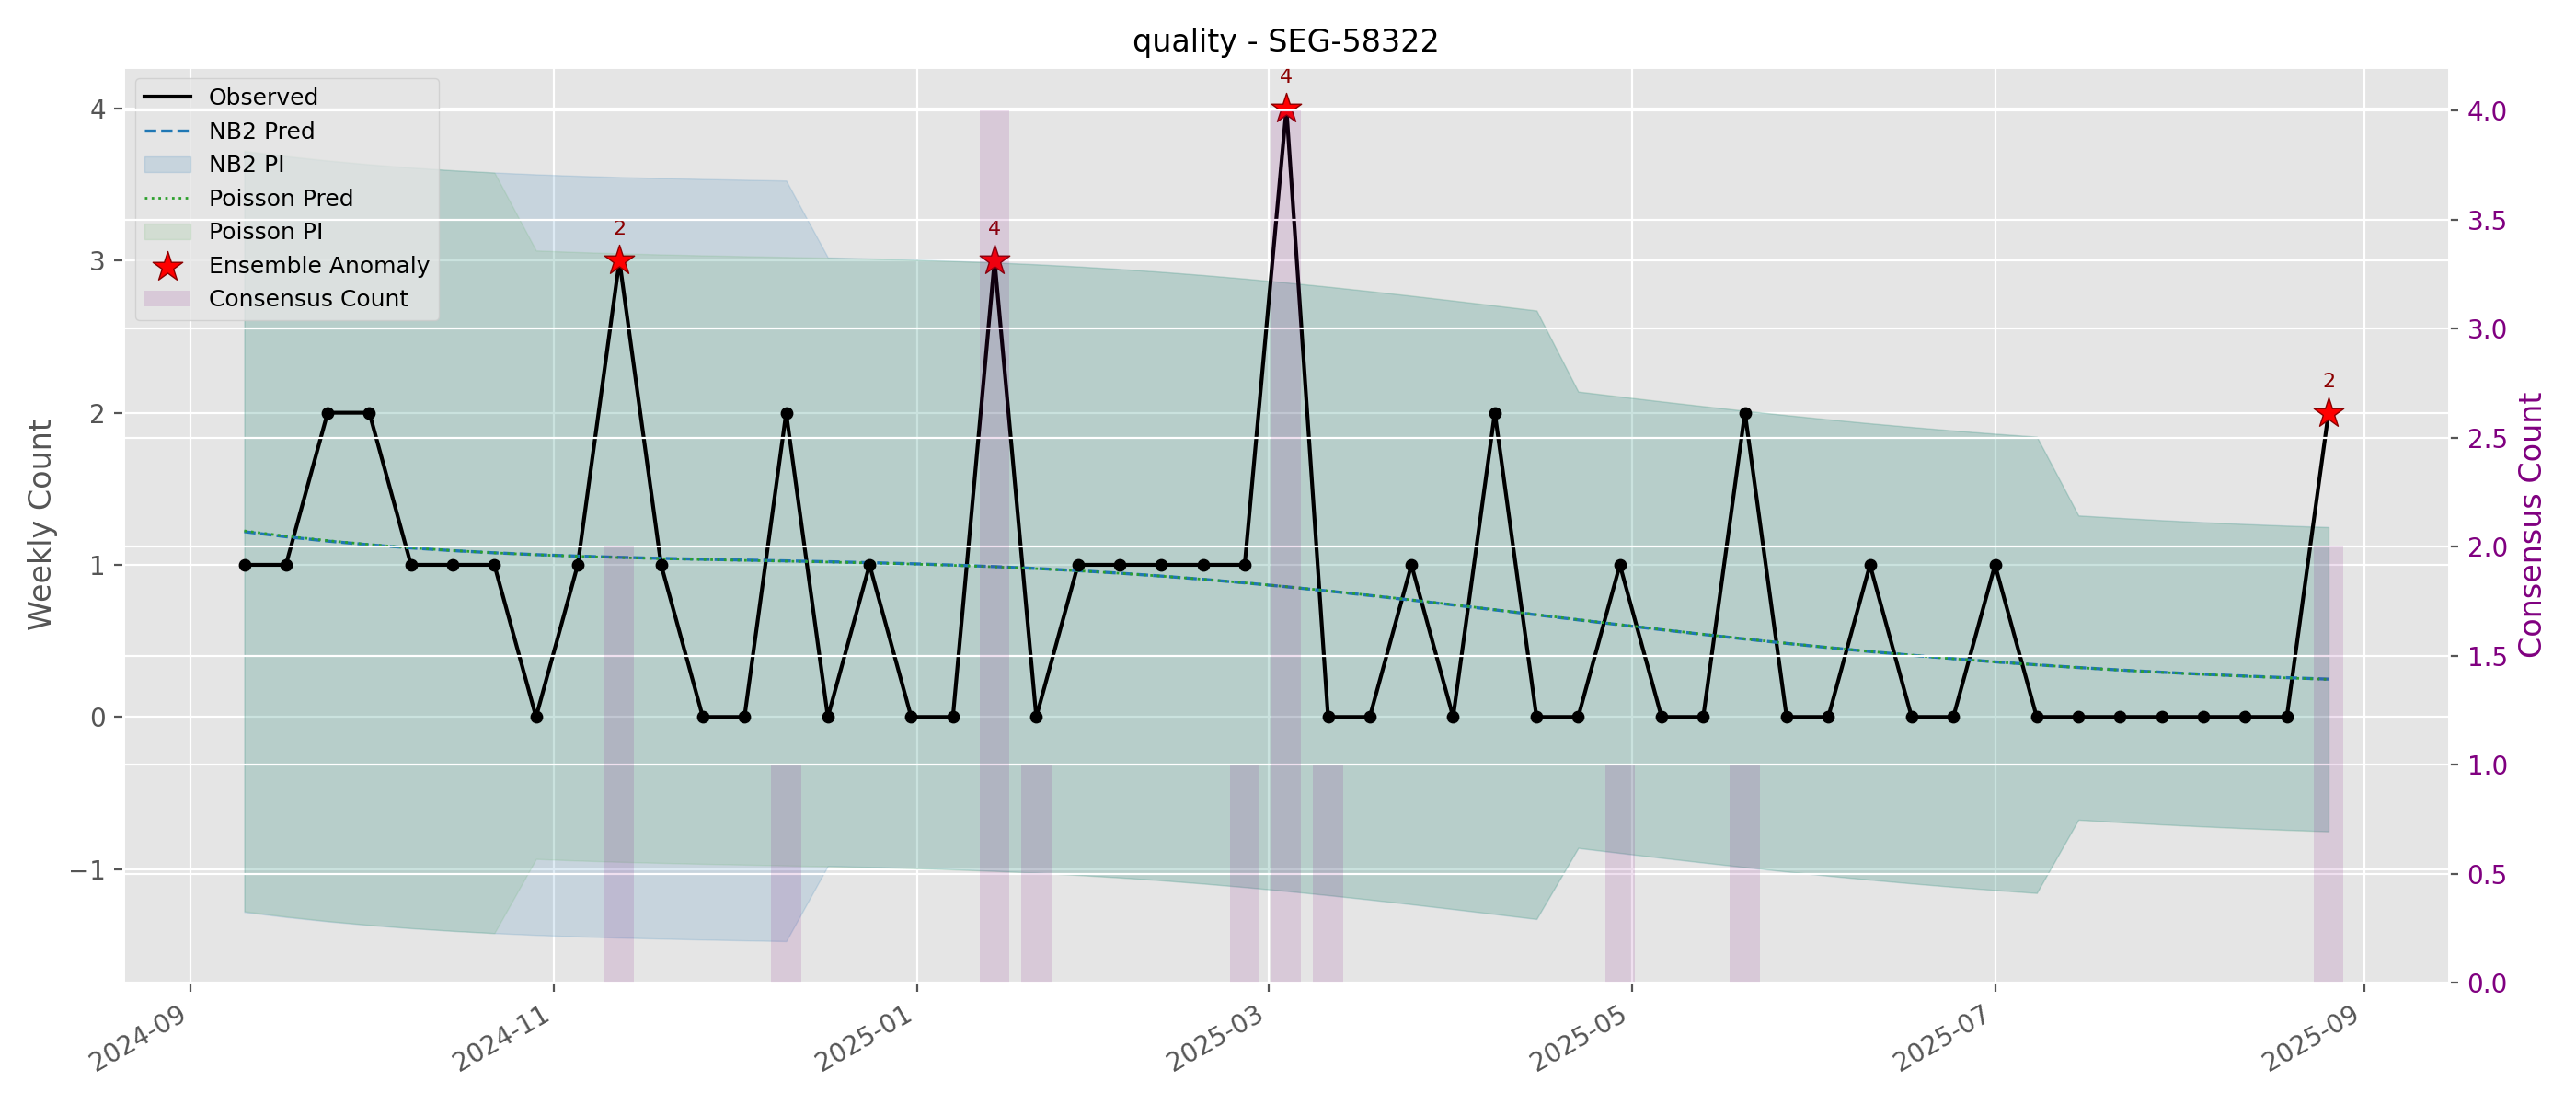 quality - SEG-58322
Observed
NB2 Pred
NB2 PI
Poisson Pred
Poisson PI
Ensemble Anomaly
Consensus Count
4
3
2
1
0
−1
Weekly Count
2
4
4
2
4.0
3.5
3.0
2.5
2.0
1.5
1.0
0.5
0.0
Consensus Count
2024-09
2024-11
2025-01
2025-03
2025-05
2025-07
2025-09